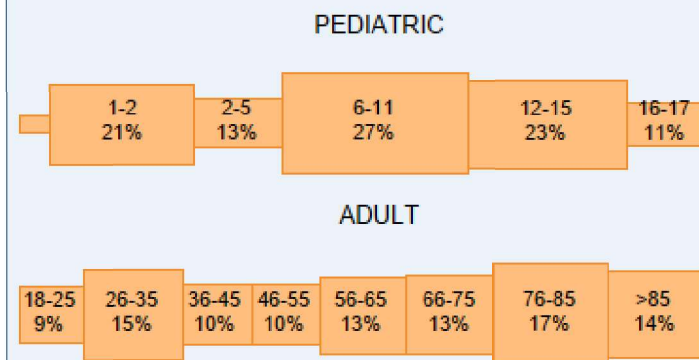 PEDIATRIC
1-2 2-5 6-11 12-15 16-17
21% 13% 27% 23% 11%
ADULT
18-25 26-35 36-45 46-55 56-65 66-75 76-85 >85
9% 15% 10% 10% 13% 13% 17% 14%